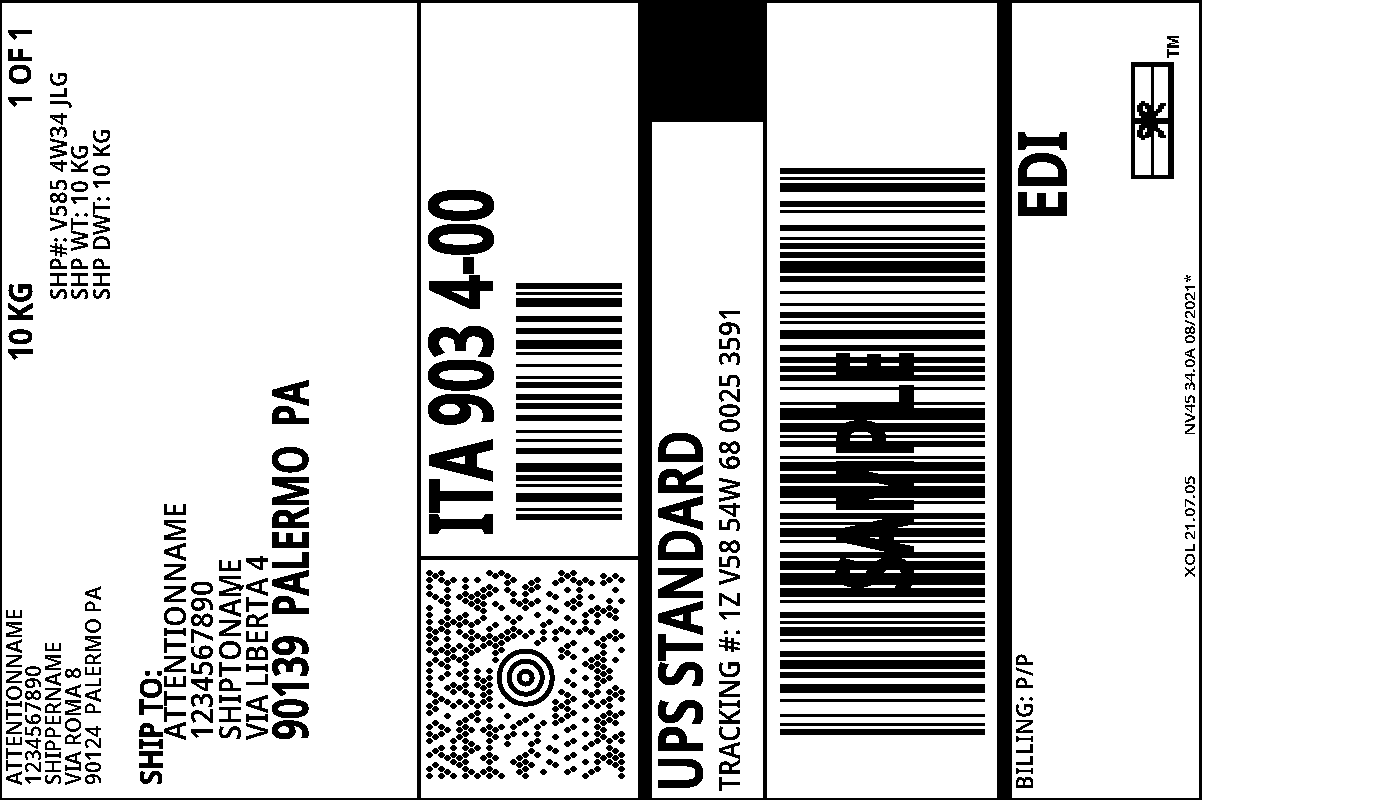 ATTENTIONNAME
1234567890
SHIPPERNAME
VIA ROMA 8
90124 PALERMO PA
10 KG
1 OF 1
SHP#: V585 4W34 JLG
SHP WT: 10 KG
SHP DWT: 10 KG
SHIP TO:
ATTENTIONNAME
1234567890
SHIPTONAME
VIA LIBERTA 4
90139 PALERMO PA
ITA 903 4-00
UPS STANDARD
TRACKING #: 1Z V58 54W 68 0025 3591
SAMPLE
BILLING: P/P
EDI
XOL 21.07.05 NV45 34.0A 08/2021*
TM